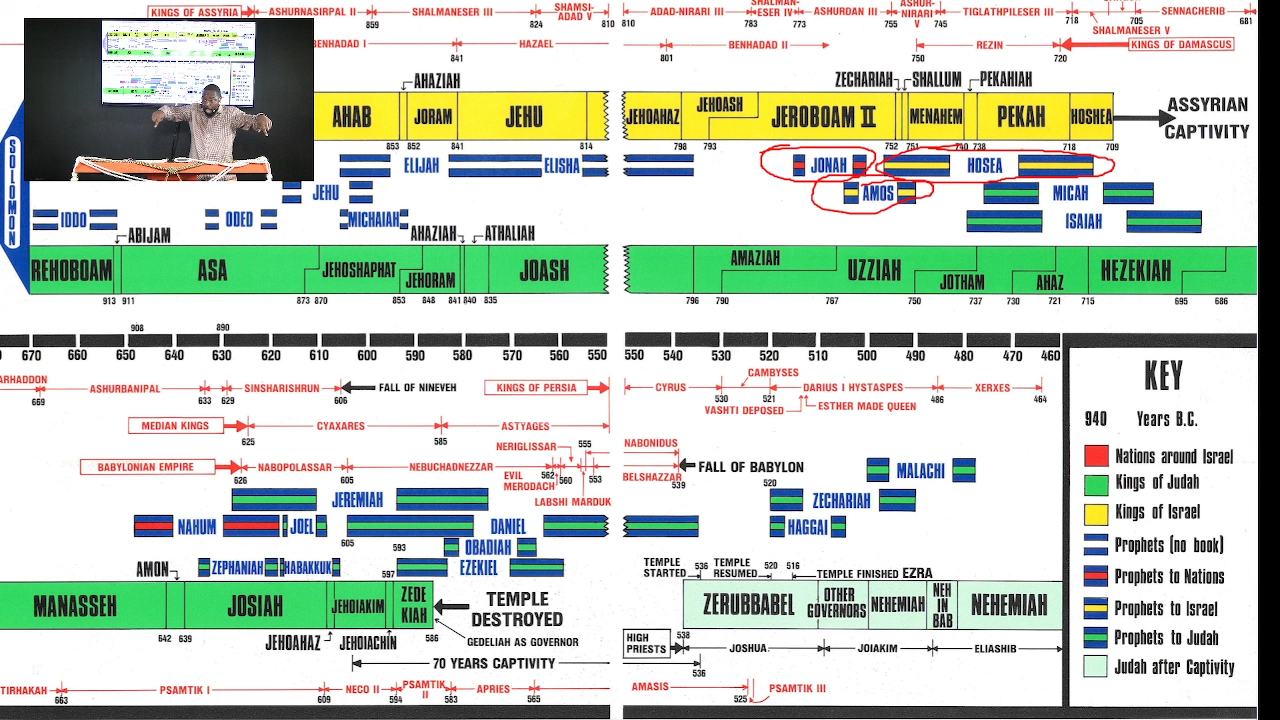 KINGS OF ASSYRIA ASHURNASIRPAL II SHALMANESER III SHAMSI-ADAD V ADAD-NIRARI III SHALMAN-ESER IV ASHURDAN III ASHUR-NIRARI V TIGLATHPILESER III SHALMANESER V SENNACHERIB
859 824 810 810 783 773 755 745 718 705 681
BENHADAD I HAZAEL BENHADAD II REZIN KINGS OF DAMASCUS
841 801 750 720
AHAZIAH ZECHARIAH SHALLUM PEKAHIAH
AHAB JORAM JEHU JEHOAHAZ JEHOASH JEROBOAM II MENAHEM PEKAH HOSEA ASSYRIAN CAPTIVITY
853 852 841 814 798 793 752 740 738 718 709
SOLOMON
ELIJAH ELISHA JONAH HOSEA
JEHU AMOS MICAH
IDDO ODED MICHAIAH ISAIAH
ABIJAM AHAZIAH ATHALIAH
REHOBOAM ASA JEHOSHAPHAT JEHORAM JOASH AMAZIAH UZZIAH JOTHAM AHAZ HEZEKIAH
913 911 873 870 853 848 841 840 835 796 790 767 750 737 730 721 715 695 686
908 890
670 660 650 640 630 620 610 600 590 580 570 560 550 550 540 530 520 510 500 490 480 470 460
ARHADDON ASHURBANIPAL SINSHARISHRUN FALL OF NINEVEH KINGS OF PERSIA CYRUS CAMBYSES DARIUS I HYSTASPES XERXES
669 633 629 606 530 521 486 464
VASHTI DEPOSED ESTHER MADE QUEEN
MEDIAN KINGS CYAXARES ASTYAGES
625 585
NERIGLISSAR 555 NABONIDUS
BABYLONIAN EMPIRE NABOPOLASSAR NEBUCHADNEZZAR EVIL MERODACH 562 560 LABSHI MARDUK 553 BELSHAZZAR FALL OF BABYLON
626 605 539
JEREMIAH MALACHI
520
ZECHARIAH
NAHUM JOEL DANIEL HAGGAI
605 593
OBADIAH
ZEPHANIAH HABAKKUK EZEKIEL
AMON 597
TEMPLE STARTED 536 TEMPLE RESUMED 520 516 TEMPLE FINISHED EZRA
MANASSEH JOSIAH JEHOIAKIM ZEDEKIAH TEMPLE DESTROYED ZERUBBABEL OTHER GOVERNORS NEHEMIAH NEH IN BAB NEHEMIAH
642 639 586
JEHOAHAZ JEHOIACHIN GEDELIAH AS GOVERNOR
HIGH PRIESTS 538 JOSHUA JOIAKIM ELIASHIB
70 YEARS CAPTIVITY
536
TIRHAKAH PSAMTIK I NECO II PSAMTIK II APRIES AMASIS PSAMTIK III
663 609 594 583 565 525
KEY
940 Years B.C.
Nations around Israel
Kings of Judah
Kings of Israel
Prophets (no book)
Prophets to Nations
Prophets to Israel
Prophets to Judah
Judah after Captivity